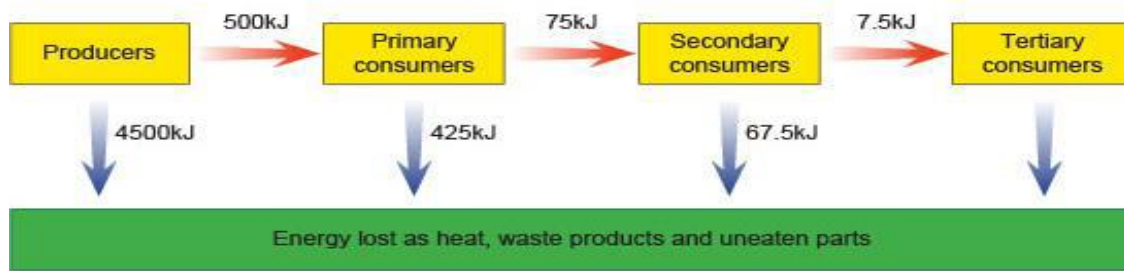 500kJ
75kJ
7.5kJ
Producers
Primary
consumers
Secondary
consumers
Tertiary
consumers
4500kJ
425kJ
67.5kJ
Energy lost as heat, waste products and uneaten parts